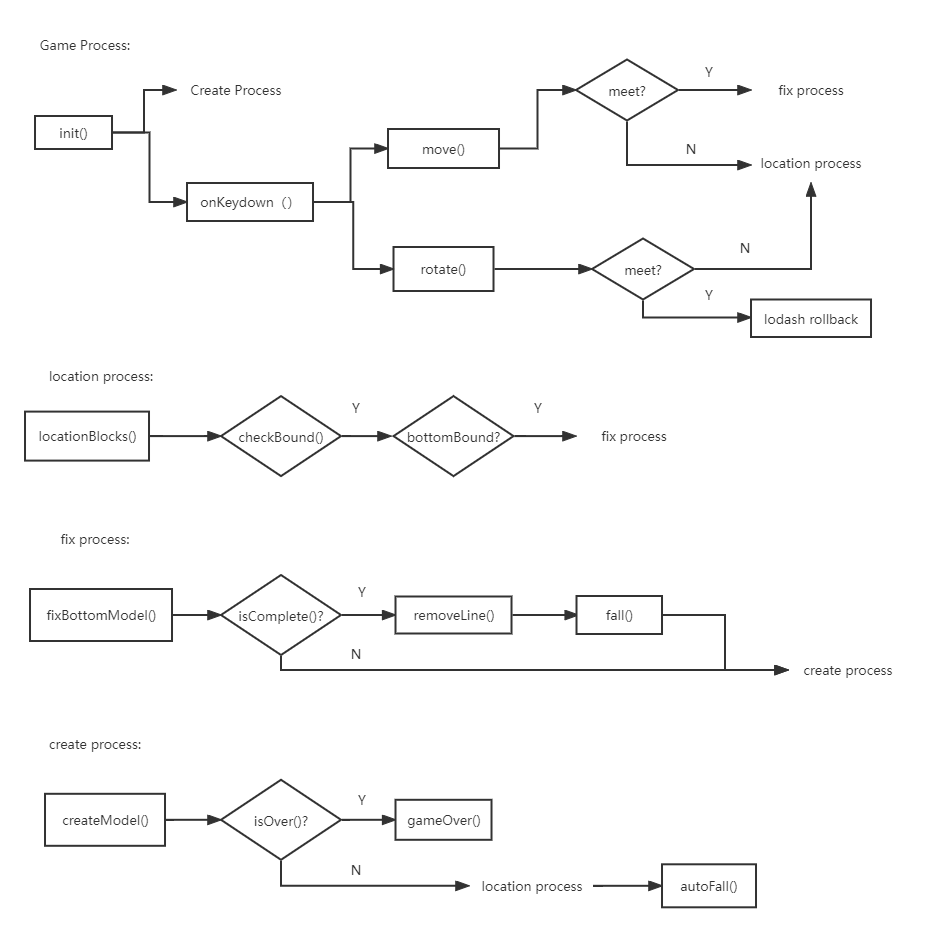 Game Process:
Create Process
init()
onKeydown（）
move()
meet?
Y
fix process
N
location process
rotate()
meet?
N
Y
lodash rollback
location process:
locationBlocks()
checkBound()
Y
bottomBound?
Y
fix process
fix process:
fixBottomModel()
isComplete()?
Y
removeLine()
fall()
N
create process
create process:
createModel()
isOver()?
Y
gameOver()
N
location process
autoFall()